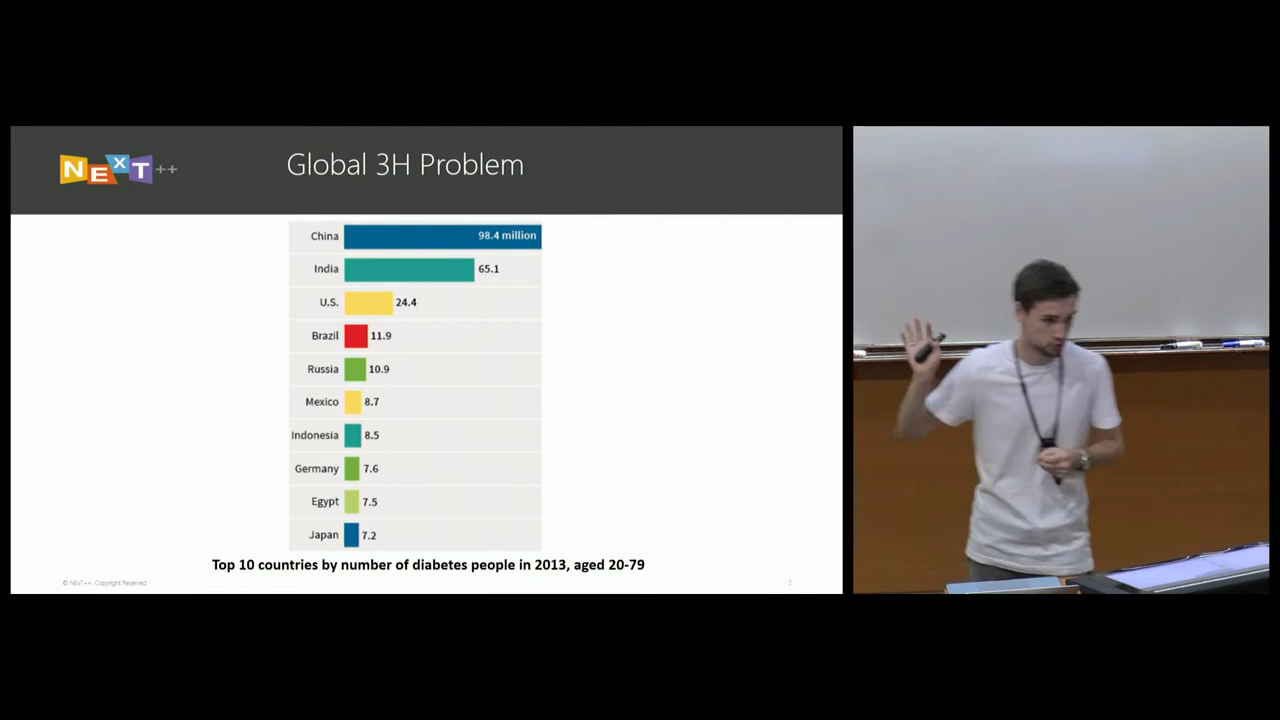 NExT++
Global 3H Problem
China 98.4 million
India 65.1
U.S. 24.4
Brazil 11.9
Russia 10.9
Mexico 8.7
Indonesia 8.5
Germany 7.6
Egypt 7.5
Japan 7.2
Top 10 countries by number of diabetes people in 2013, aged 20-79
© NExT++ Copyright Reserved. 2